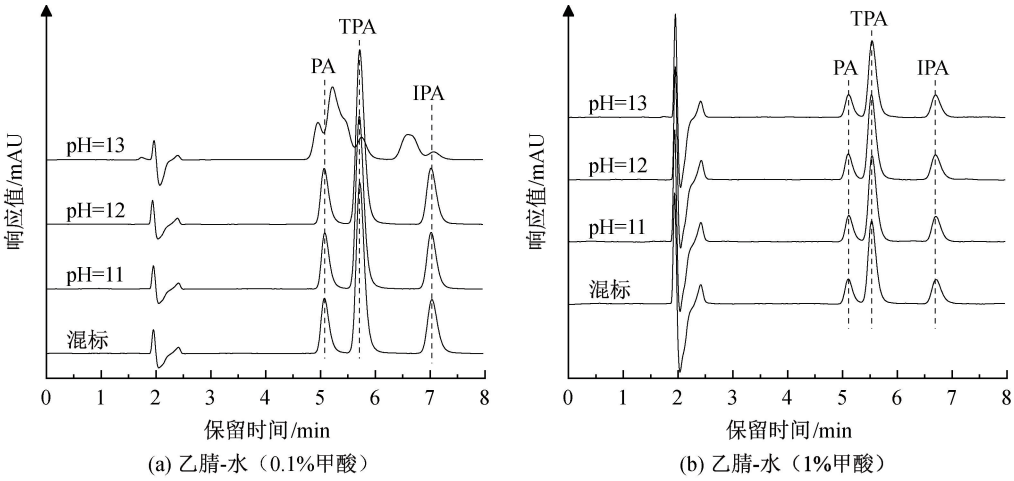 TPA
PA
IPA
pH=13
pH=12
pH=11
混标
响应值/mAU
0 1 2 3 4 5 6 7 8
保留时间/min
(a) 乙腈-水（0.1%甲酸）
TPA
PA
IPA
pH=13
pH=12
pH=11
混标
响应值/mAU
0 1 2 3 4 5 6 7 8
保留时间/min
(b) 乙腈-水（1%甲酸）